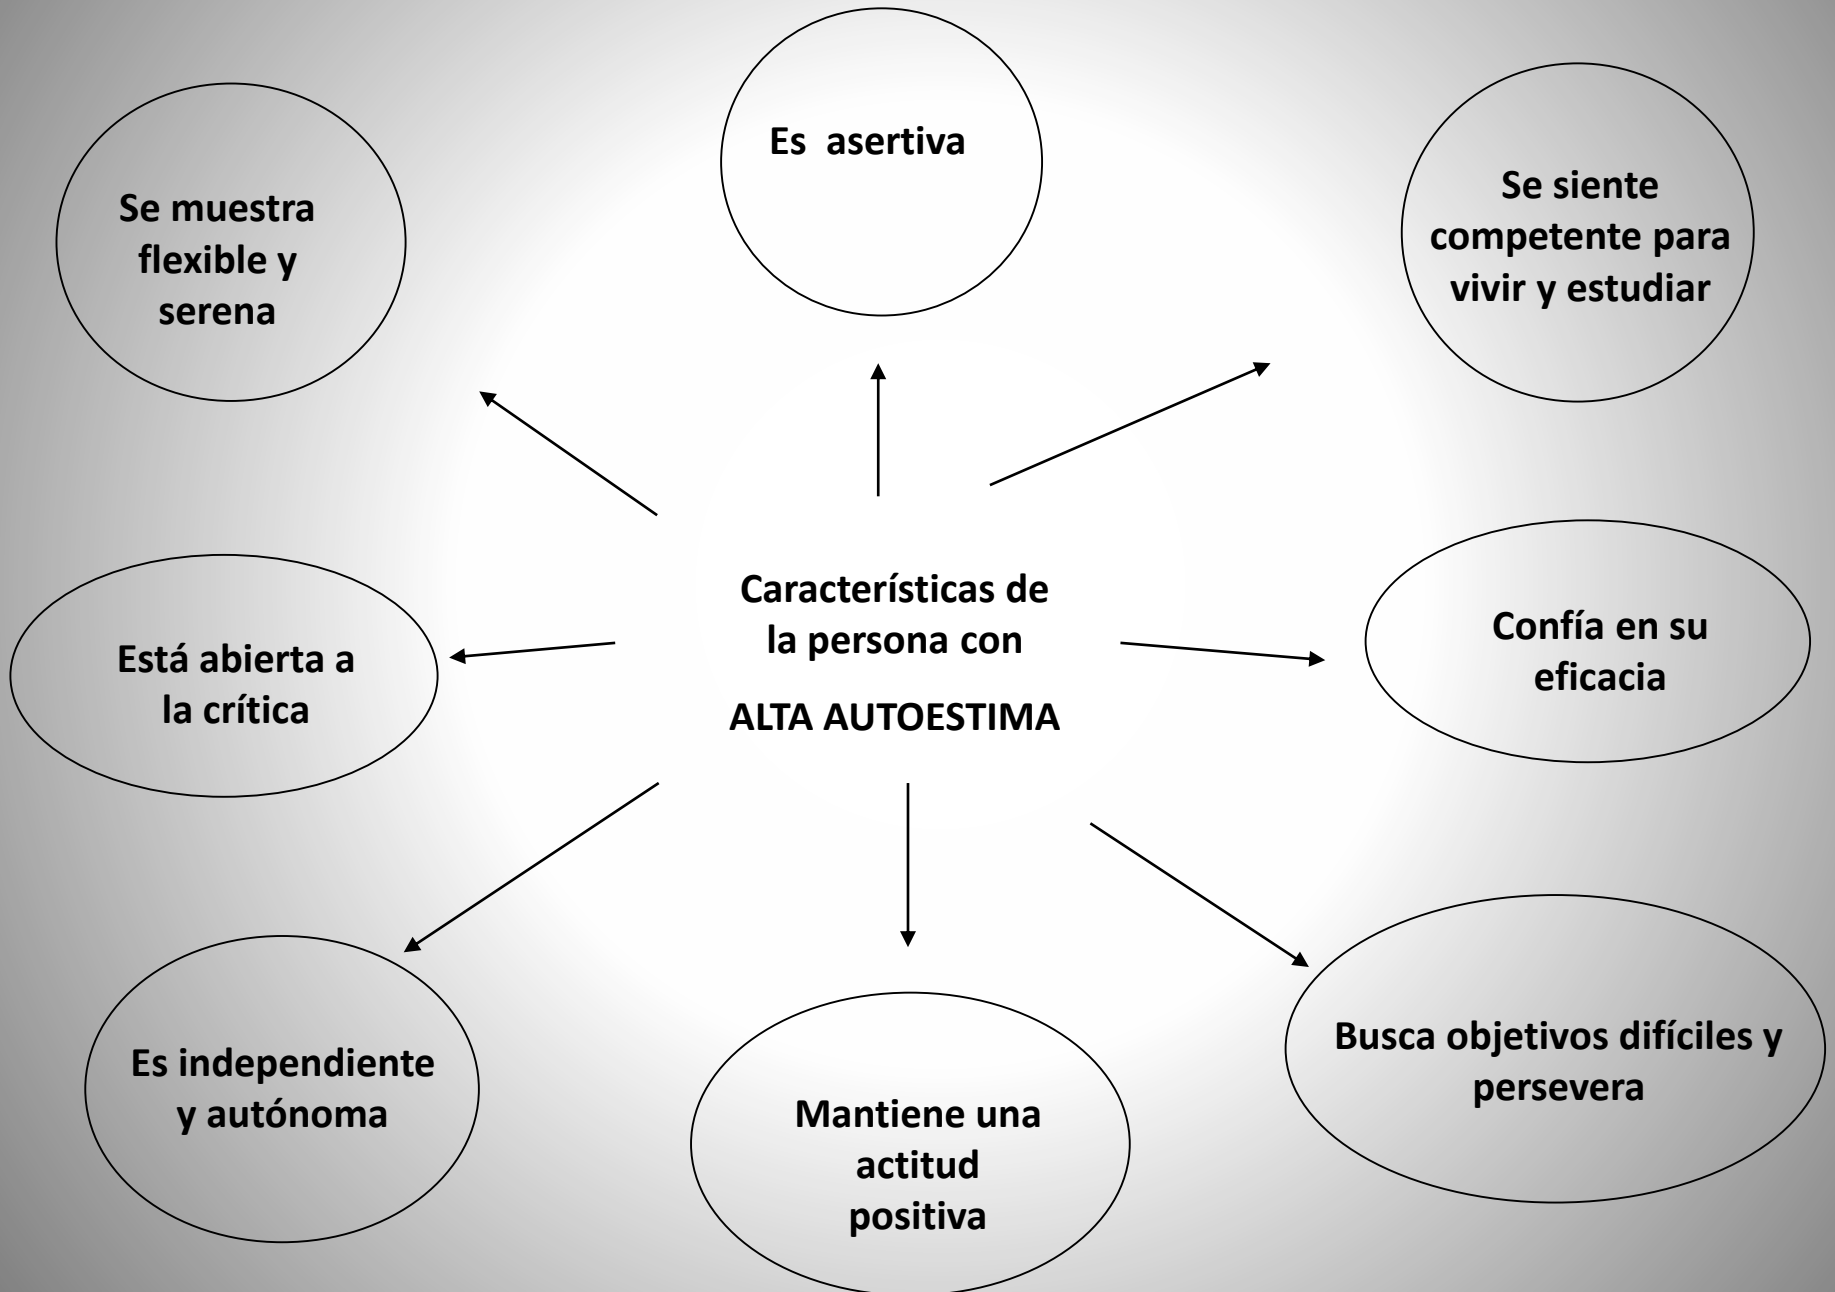 Es asertiva
Se muestra
flexible y
serena
Se siente
competente para
vivir y estudiar
Características de
la persona con
ALTA AUTOESTIMA
Está abierta a
la crítica
Confía en su
eficacia
Es independiente
y autónoma
Mantiene una
actitud
positiva
Busca objetivos difíciles y
persevera